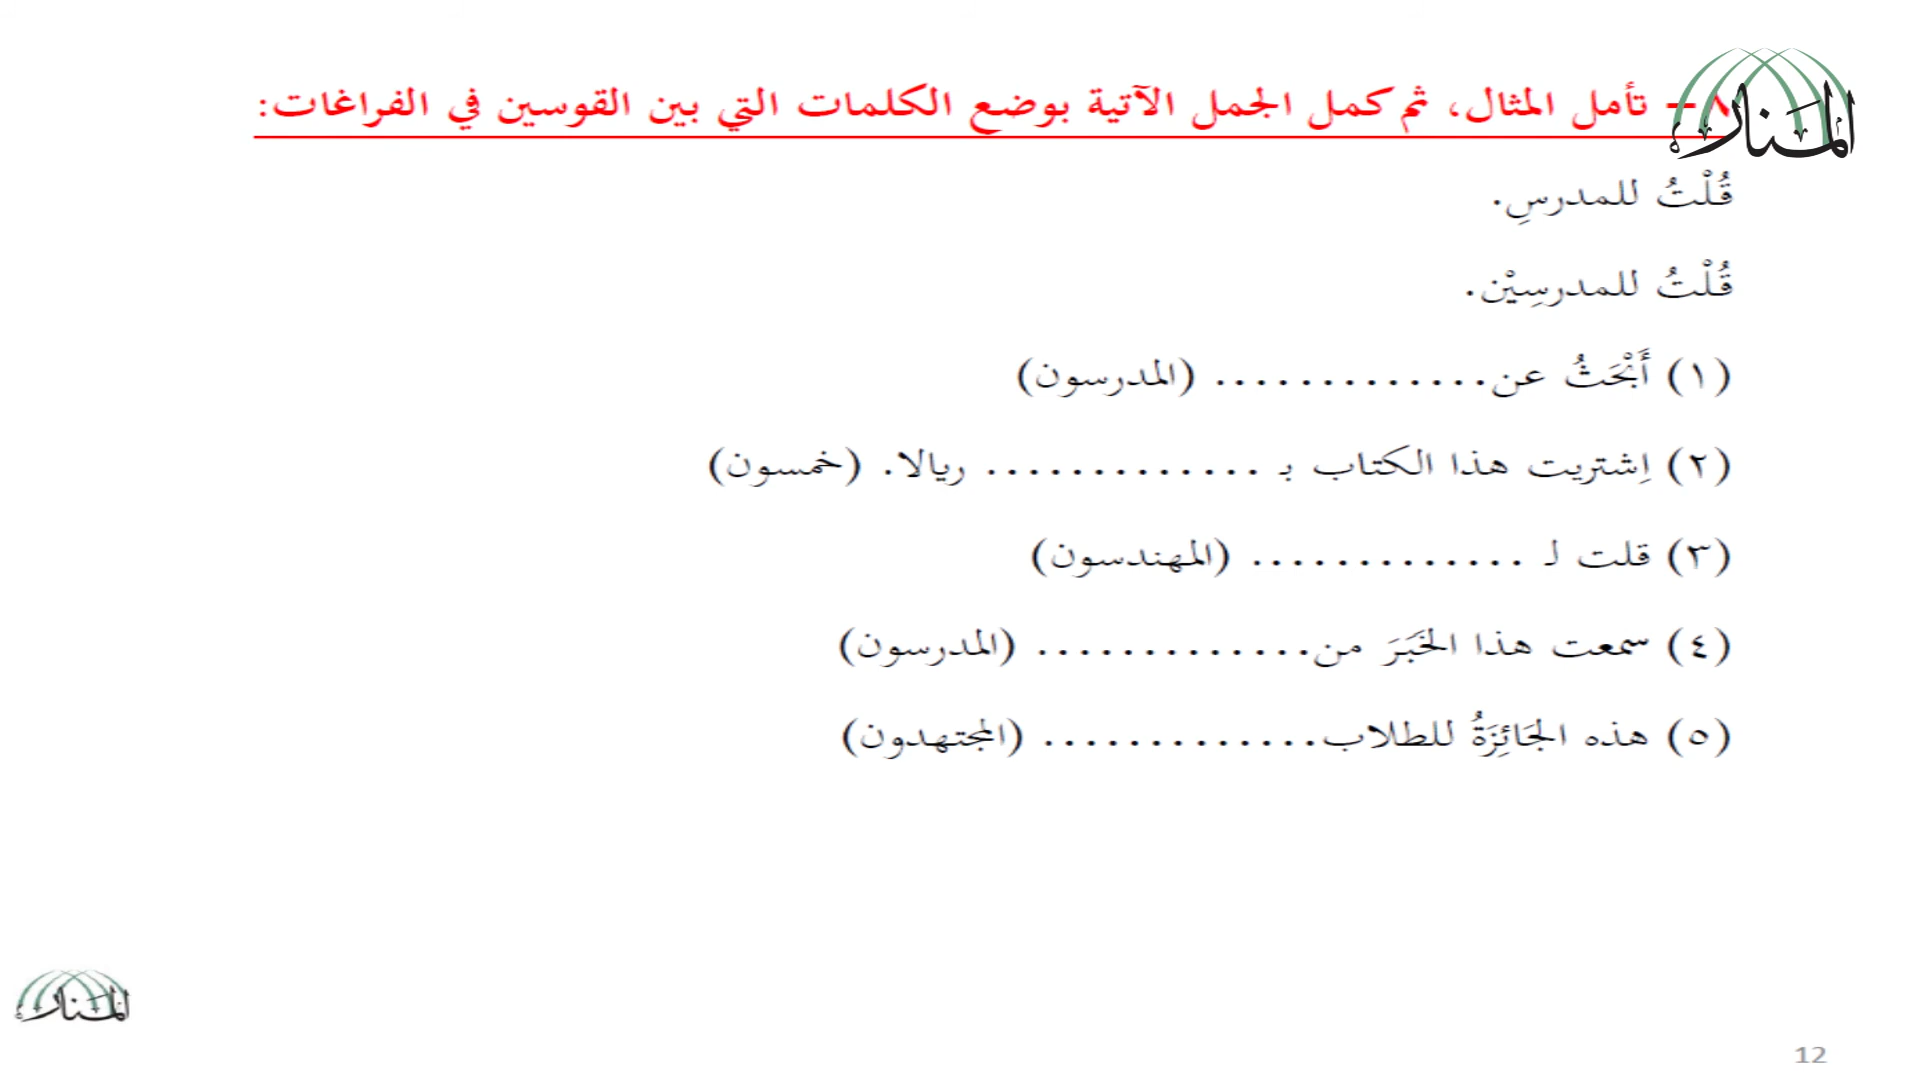 ٨ – تأمل المثال، ثم كمل الجمل الآتية بوضع الكلمات التي بين القوسين في الفراغات:
المنار
قُلْتُ للمدرسِ.
قُلْتُ للمدرسِيْن.
(١) أَبْحَثُ عن............. (المدرسون)
(٢) اِشتريت هذا الكتاب بـ ............. ريالا. (خمسون)
(٣) قلت لـ ............. (المهندسون)
(٤) سمعت هذا الخَبَرَ من............. (المدرسون)
(٥) هذه الجَائِزَةُ للطلاب............. (المجتهدون)
المنار
12